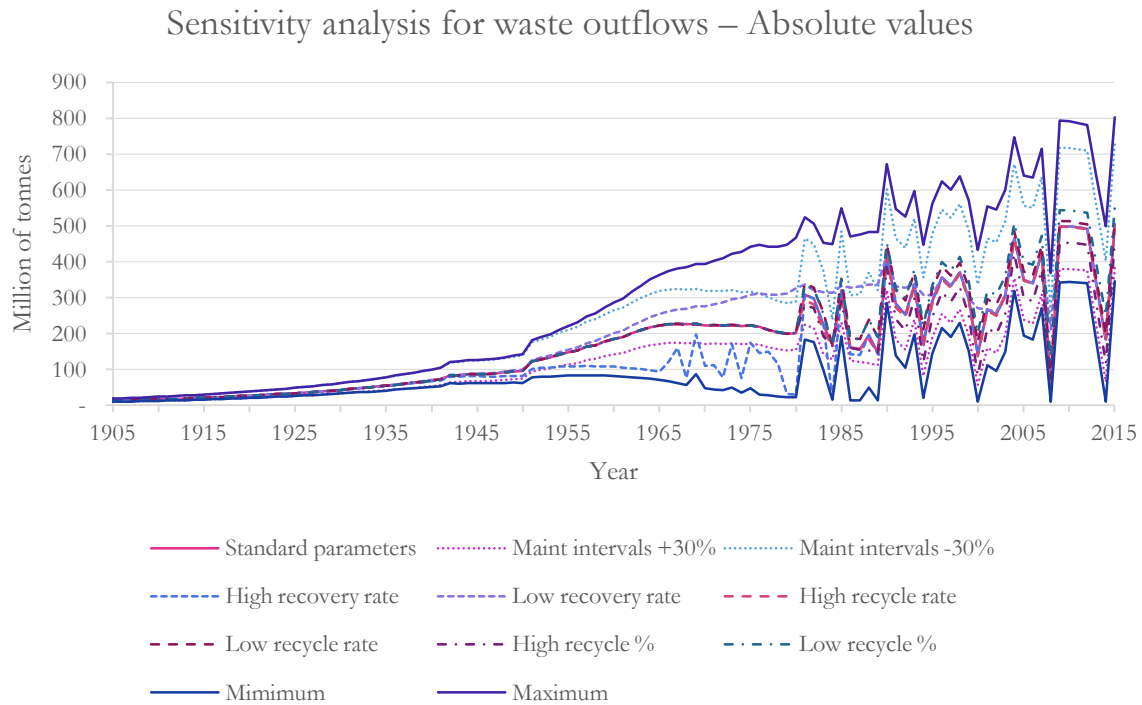 Sensitivity analysis for waste outflows – Absolute values
900
800
700
600
500
400
300
200
100
-
Million of tonnes
1905 1915 1925 1935 1945 1955 1965 1975 1985 1995 2005 2015
Year
Standard parameters Maint intervals +30% Maint intervals -30%
High recovery rate Low recovery rate High recycle rate
Low recycle rate High recycle % Low recycle %
Mimimum Maximum